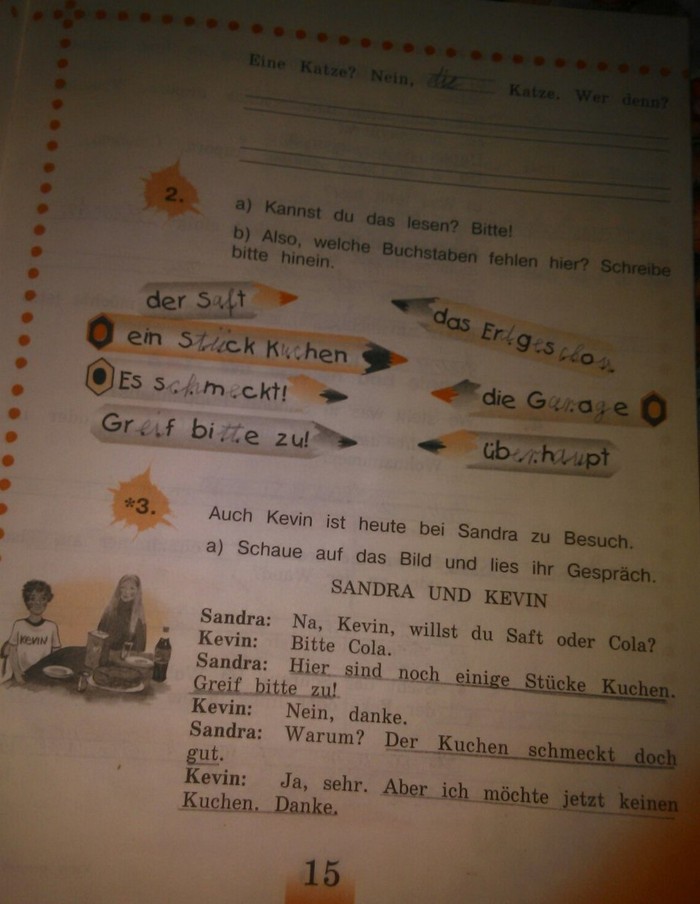 Eine Katze? Nein, die Katze. Wer denn?
2.
a) Kannst du das lesen? Bitte!
b) Also, welche Buchstaben fehlen hier? Schreibe
bitte hinein.
der Saft
ein Stück Kuchen
Es schmeckt!
Greif bitte zu!
das Erdgeschoss
die Garage
überhaupt
*3.
Auch Kevin ist heute bei Sandra zu Besuch.
a) Schaue auf das Bild und lies ihr Gespräch.
SANDRA UND KEVIN
KEVIN
Sandra: Na, Kevin, willst du Saft oder Cola?
Kevin: Bitte Cola.
Sandra: Hier sind noch einige Stücke Kuchen.
Greif bitte zu!
Kevin: Nein, danke.
Sandra: Warum? Der Kuchen schmeckt doch
gut.
Kevin: Ja, sehr. Aber ich möchte jetzt keinen
Kuchen. Danke.
15